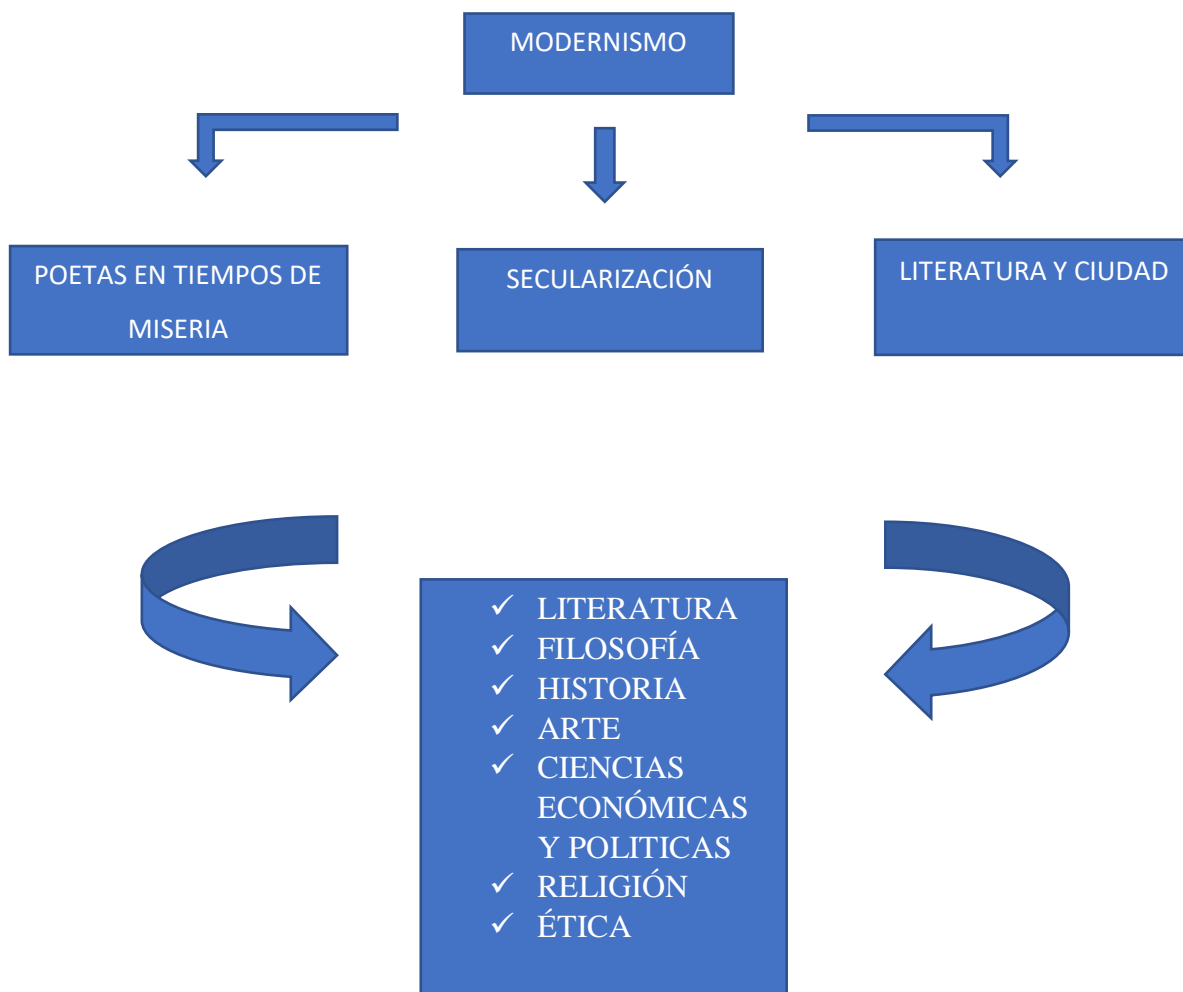 MODERNISMO
POETAS EN TIEMPOS DE
MISERIA
SECULARIZACIÓN
LITERATURA Y CIUDAD
✓ LITERATURA
✓ FILOSOFÍA
✓ HISTORIA
✓ ARTE
✓ CIENCIAS
ECONÓMICAS
Y POLITICAS
✓ RELIGIÓN
✓ ÉTICA